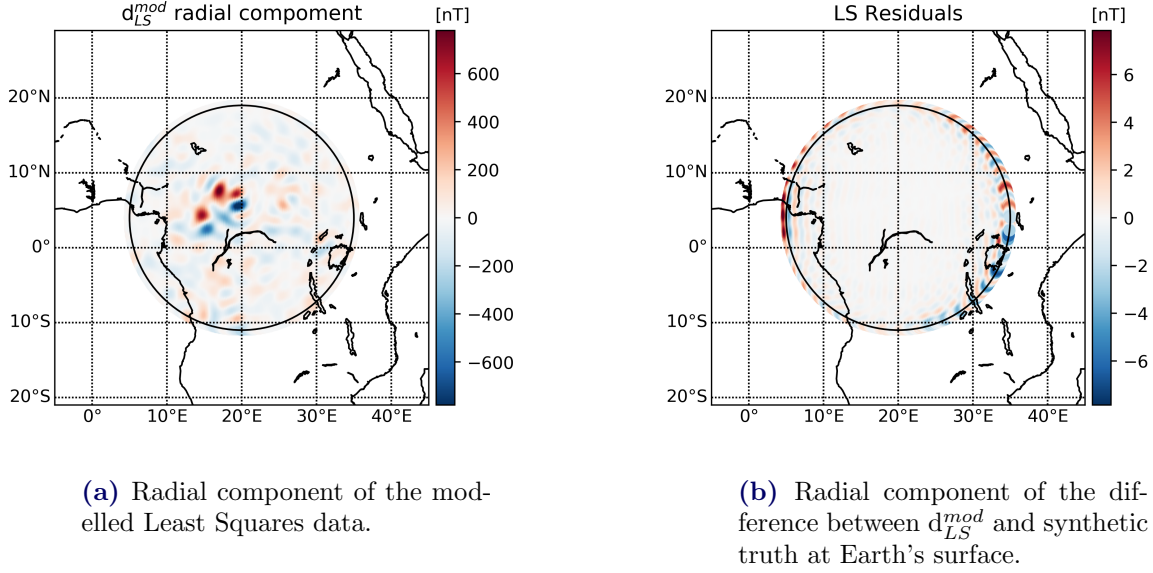 d_{LS}^{mod} radial compoment
[nT]
20°N
10°N
0°
10°S
20°S
0°
10°E
20°E
30°E
40°E
600
400
200
0
−200
−400
−600
(a) Radial component of the mod-
elled Least Squares data.
LS Residuals
[nT]
20°N
10°N
0°
10°S
20°S
0°
10°E
20°E
30°E
40°E
6
4
2
0
−2
−4
−6
(b) Radial component of the dif-
ference between d_{LS}^{mod} and synthetic
truth at Earth's surface.